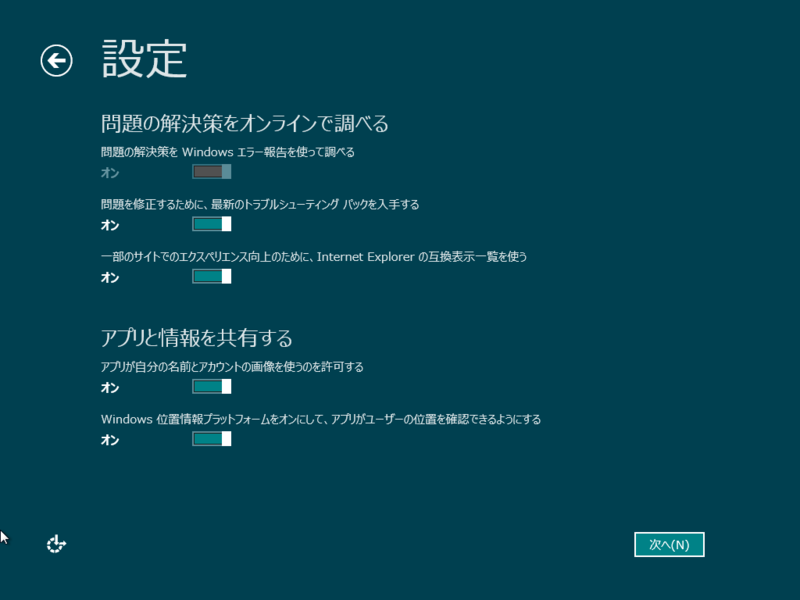 設定
問題の解決策をオンラインで調べる
問題の解決策を Windows エラー報告を使って調べる
オン
問題を修正するために、最新のトラブルシューティング パックを入手する
オン
一部のサイトでのエクスペリエンス向上のために、Internet Explorer の互換表示一覧を使う
オン
アプリと情報を共有する
アプリが自分の名前とアカウントの画像を使うのを許可する
オン
Windows 位置情報プラットフォームをオンにして、アプリがユーザーの位置を確認できるようにする
オン
次へ(N)